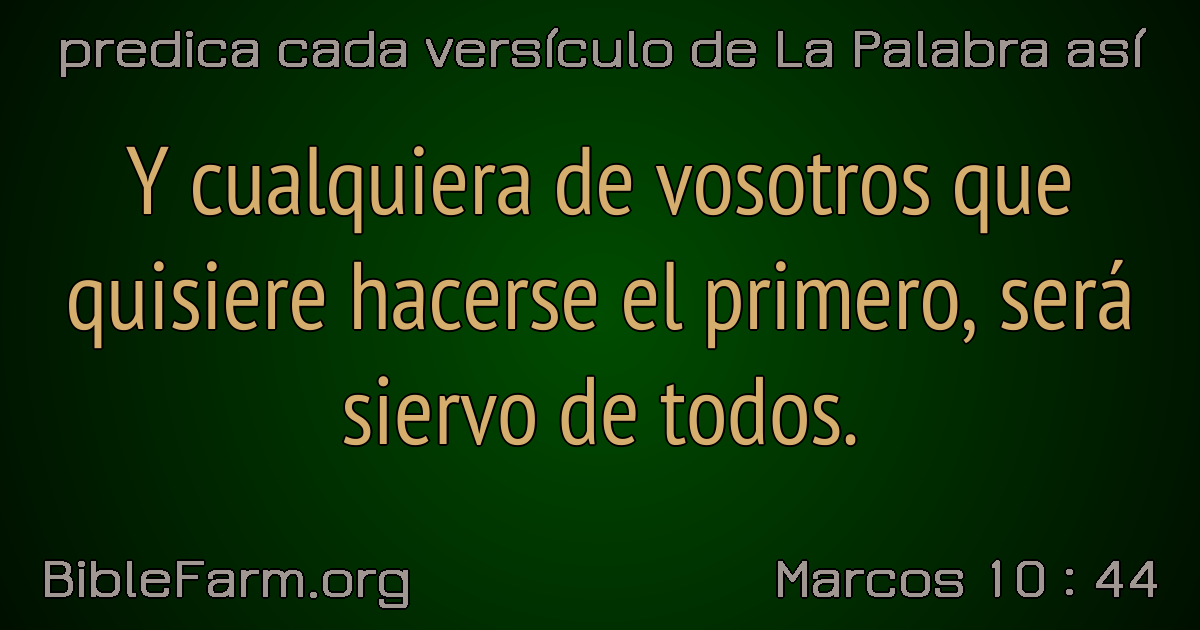 predica cada versículo de La Palabra así
Y cualquiera de vosotros que
quisiere hacerse el primero, será
siervo de todos.
BibleFarm.org
Marcos 10 : 44